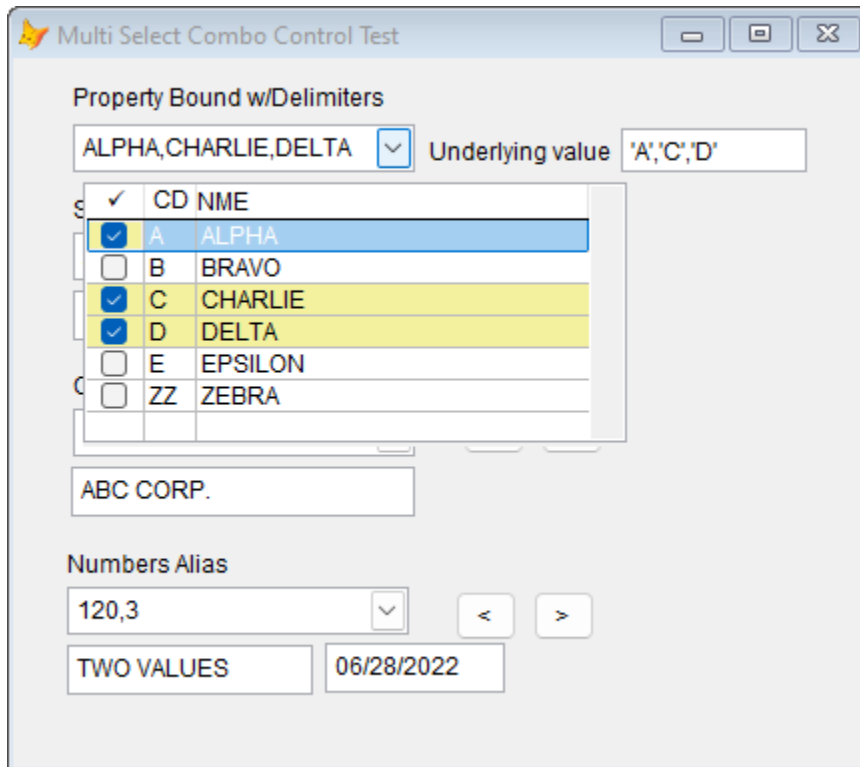 Multi Select Combo Control Test
Property Bound w/Delimiters
ALPHA,CHARLIE,DELTA Underlying value 'A','C','D'
S
✓ CD NME
A ALPHA
B BRAVO
C CHARLIE
D DELTA
E EPSILON
ZZ ZEBRA
ABC CORP.
Numbers Alias
120,3 < >
TWO VALUES 06/28/2022